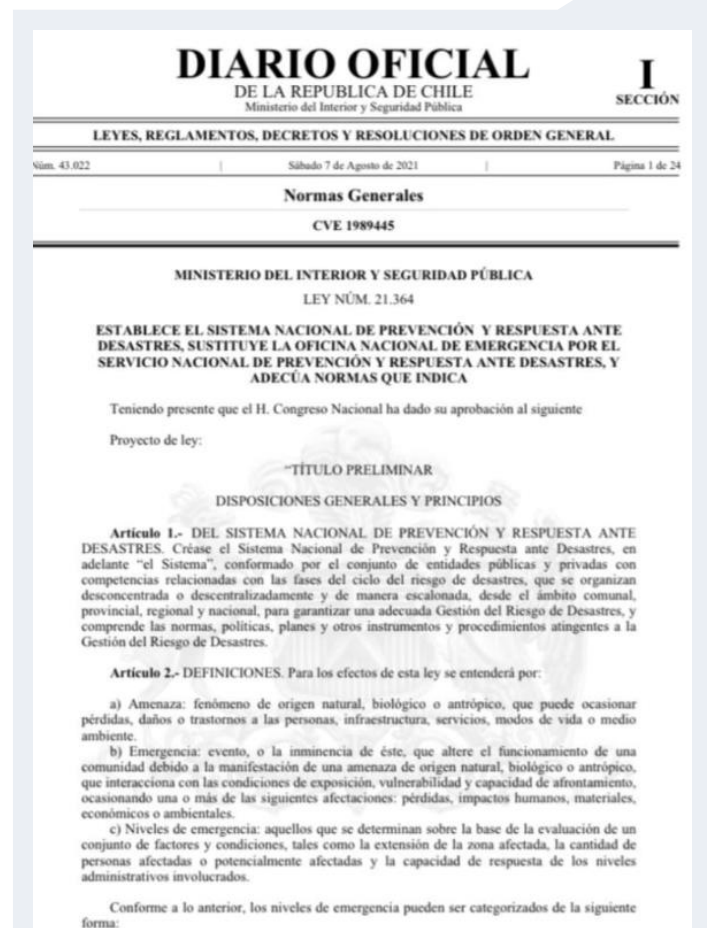 DIARIO OFICIAL
DE LA REPUBLICA DE CHILE
Ministerio del Interior y Seguridad Pública
I
SECCIÓN
LEYES, REGLAMENTOS, DECRETOS Y RESOLUCIONES DE ORDEN GENERAL
Núm. 43.022 | Sábado 7 de Agosto de 2021 | Página 1 de 24
Normas Generales
CVE 1989445
MINISTERIO DEL INTERIOR Y SEGURIDAD PÚBLICA
LEY NÚM. 21.364
ESTABLECE EL SISTEMA NACIONAL DE PREVENCIÓN Y RESPUESTA ANTE
DESASTRES, SUSTITUYE LA OFICINA NACIONAL DE EMERGENCIA POR EL
SERVICIO NACIONAL DE PREVENCIÓN Y RESPUESTA ANTE DESASTRES, Y
ADECÚA NORMAS QUE INDICA
Teniendo presente que el H. Congreso Nacional ha dado su aprobación al siguiente
Proyecto de ley:
“TÍTULO PRELIMINAR
DISPOSICIONES GENERALES Y PRINCIPIOS
Artículo 1.- DEL SISTEMA NACIONAL DE PREVENCIÓN Y RESPUESTA ANTE
DESASTRES. Créase el Sistema Nacional de Prevención y Respuesta ante Desastres, en
adelante “el Sistema”, conformado por el conjunto de entidades públicas y privadas con
competencias relacionadas con las fases del ciclo del riesgo de desastres, que se organizan
desconcentrada o descentralizadamente y de manera escalonada, desde el ámbito comunal,
provincial, regional y nacional, para garantizar una adecuada Gestión del Riesgo de Desastres, y
comprende las normas, políticas, planes y otros instrumentos y procedimientos atingentes a la
Gestión del Riesgo de Desastres.
Artículo 2.- DEFINICIONES. Para los efectos de esta ley se entenderá por:
a) Amenaza: fenómeno de origen natural, biológico o antrópico, que puede ocasionar
pérdidas, daños o trastornos a las personas, infraestructura, servicios, modos de vida o medio
ambiente.
b) Emergencia: evento, o la inminencia de éste, que altere el funcionamiento de una
comunidad debido a la manifestación de una amenaza de origen natural, biológico o antrópico,
que interacciona con las condiciones de exposición, vulnerabilidad y capacidad de afrontamiento,
ocasionando una o más de las siguientes afectaciones: pérdidas, impactos humanos, materiales,
económicos o ambientales.
c) Niveles de emergencia: aquellos que se determinan sobre la base de la evaluación de un
conjunto de factores y condiciones, tales como la extensión de la zona afectada, la cantidad de
personas afectadas o potencialmente afectadas y la capacidad de respuesta de los niveles
administrativos involucrados.
Conforme a lo anterior, los niveles de emergencia pueden ser categorizados de la siguiente
forma: